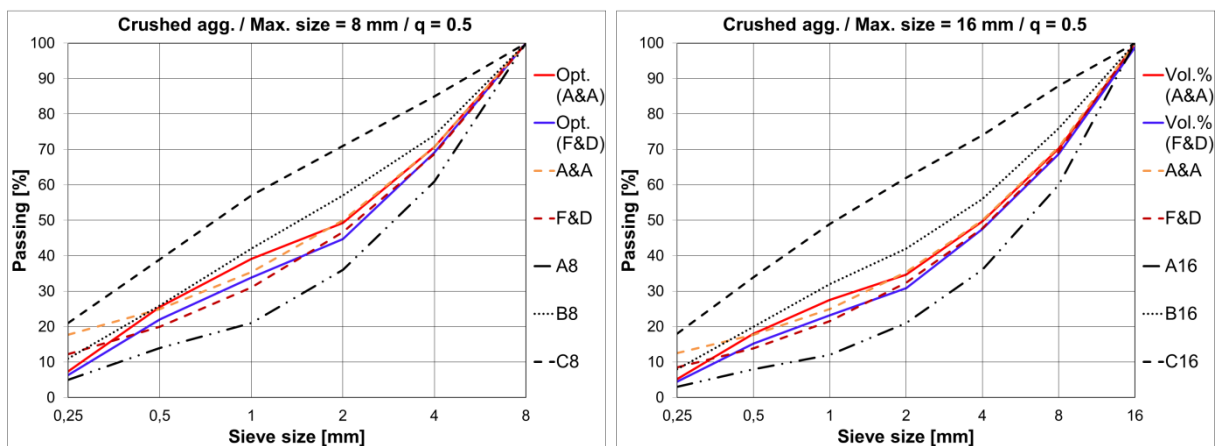 Crushed agg. / Max. size = 8 mm / q = 0.5
Passing [%]
100
90
80
70
60
50
40
30
20
10
0
0,25
0,5
1
2
4
8
Sieve size [mm]
Opt.
(A&A)
Opt.
(F&D)
A&A
F&D
A8
B8
C8
Crushed agg. / Max. size = 16 mm / q = 0.5
Passing [%]
100
90
80
70
60
50
40
30
20
10
0
0,25
0,5
1
2
4
8
16
Sieve size [mm]
Vol.%
(A&A)
Vol.%
(F&D)
A&A
F&D
A16
B16
C16